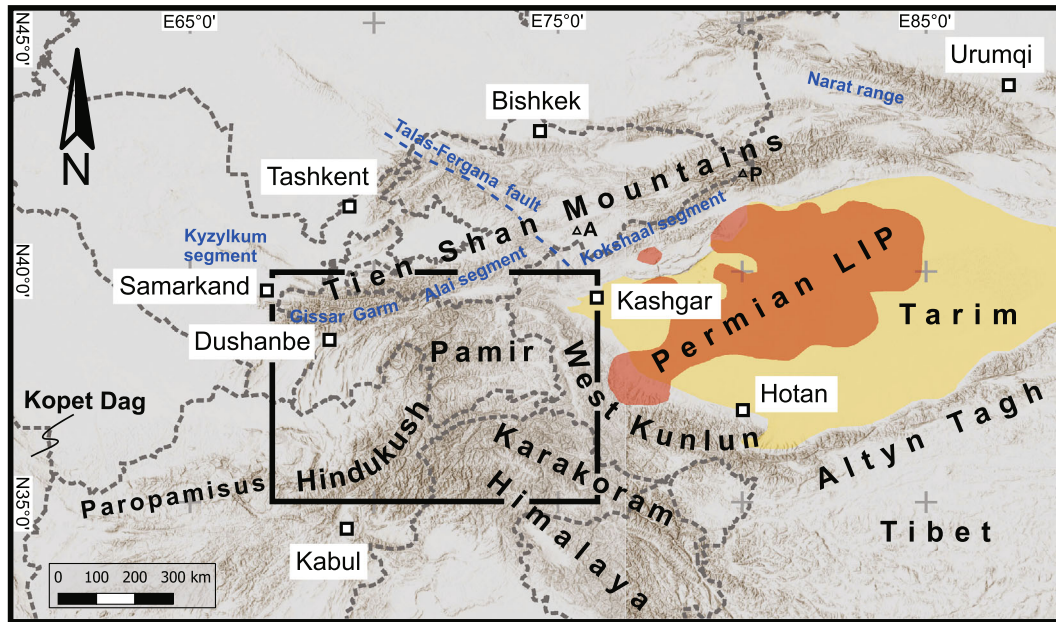 E65°0'
E75°0'
E85°0'
N45°0'
N40°0'
N35°0'
N
Urumqi
Narat range
Bishkek
Talas-Fergana fault
Tashkent
Tien Shan Mountains
P
A
Kokshaal segment
Kyzylkum
segment
Alai segment
Samarkand
Gissar Garm
Kashgar
Permian LIP
Tarim
Dushanbe
Pamir
Hotan
West Kunlun
Kopet Dag
Altyn Tagh
Hindukush
Karakoram
Paropamisus
Himalaya
Tibet
Kabul
0 100 200 300 km